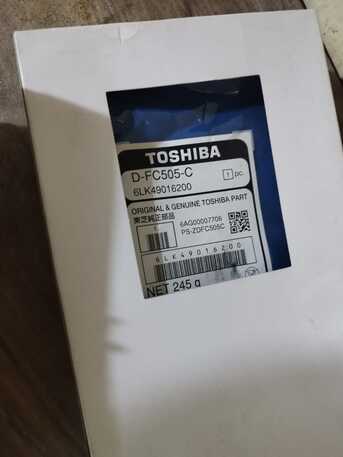 TOSHIBA
D-FC505-C 1 pc.
6LK49016200
ORIGINAL & GENUINE TOSHIBA PART
東芝純正部品
6AG00007706
PS-ZDFC505C
6LK49016200
NET 245 g